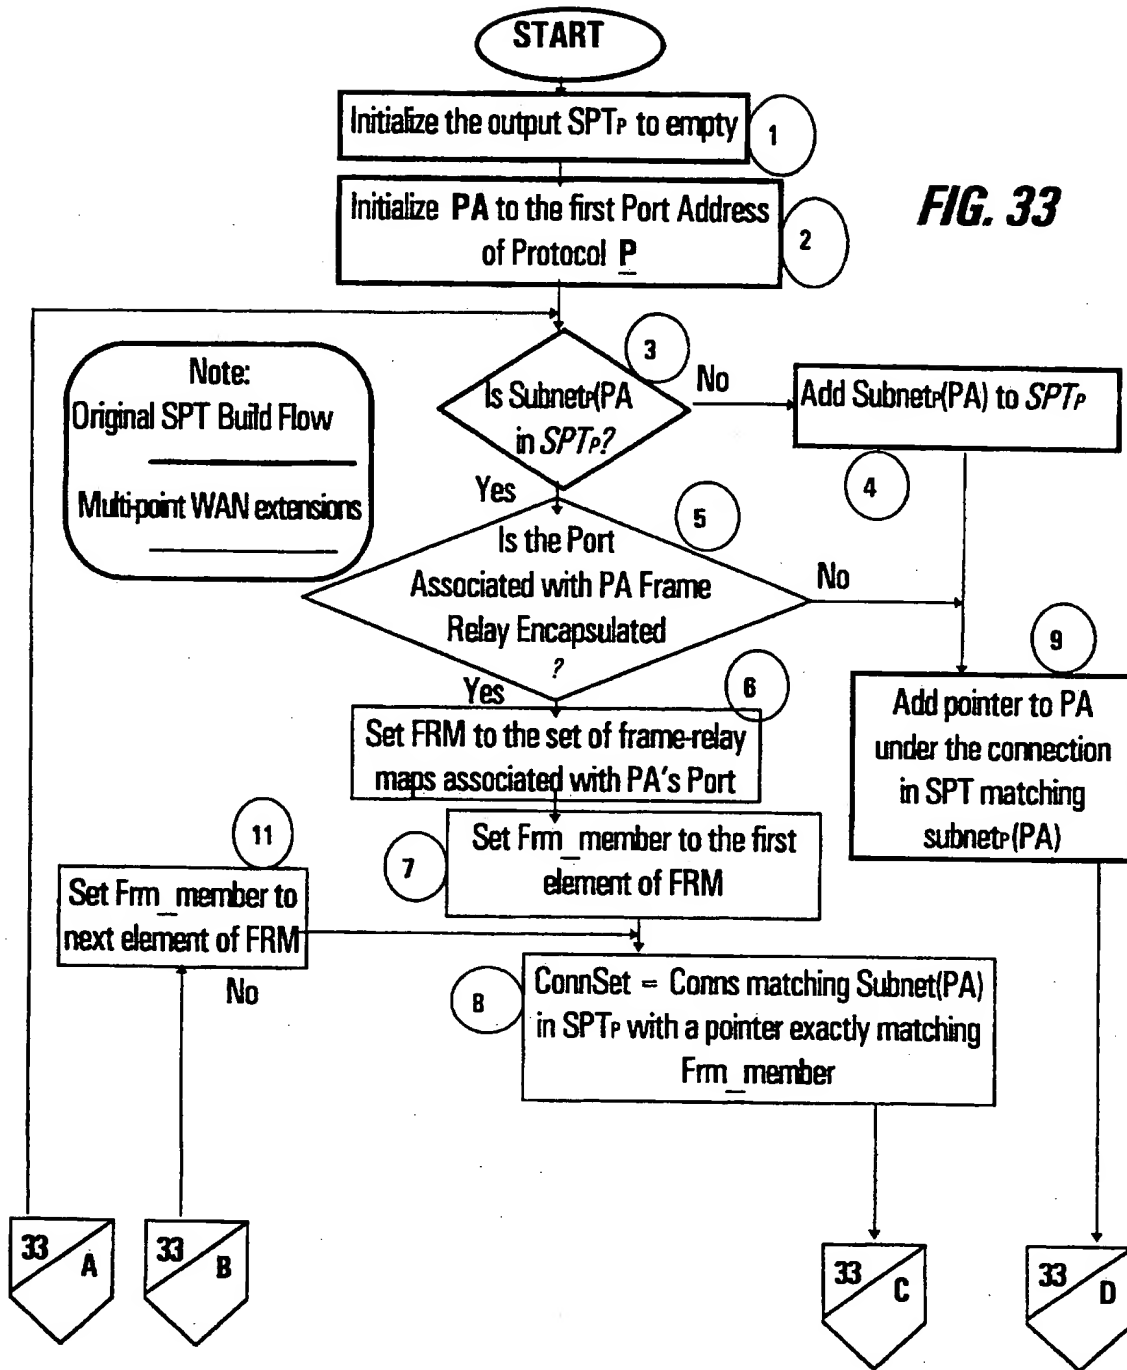 START
Initialize the output SPTP to empty
1
Initialize PA to the first Port Address
of Protocol P
2
FIG. 33
Note:
Original SPT Build Flow
Multi-point WAN extensions
3
Is SubnetP(PA
in SPTP?
No
Add SubnetP(PA) to SPTP
4
Yes
5
Is the Port
Associated with PA Frame
Relay Encapsulated
?
No
Yes
6
Set FRM to the set of frame-relay
maps associated with PA's Port
9
Add pointer to PA
under the connection
in SPT matching
subnetP(PA)
7
Set Frm_member to the first
element of FRM
11
Set Frm_member to
next element of FRM
No
8
ConnSet = Conns matching Subnet(PA)
in SPTP with a pointer exactly matching
Frm_member
33 A
33 B
33 C
33 D